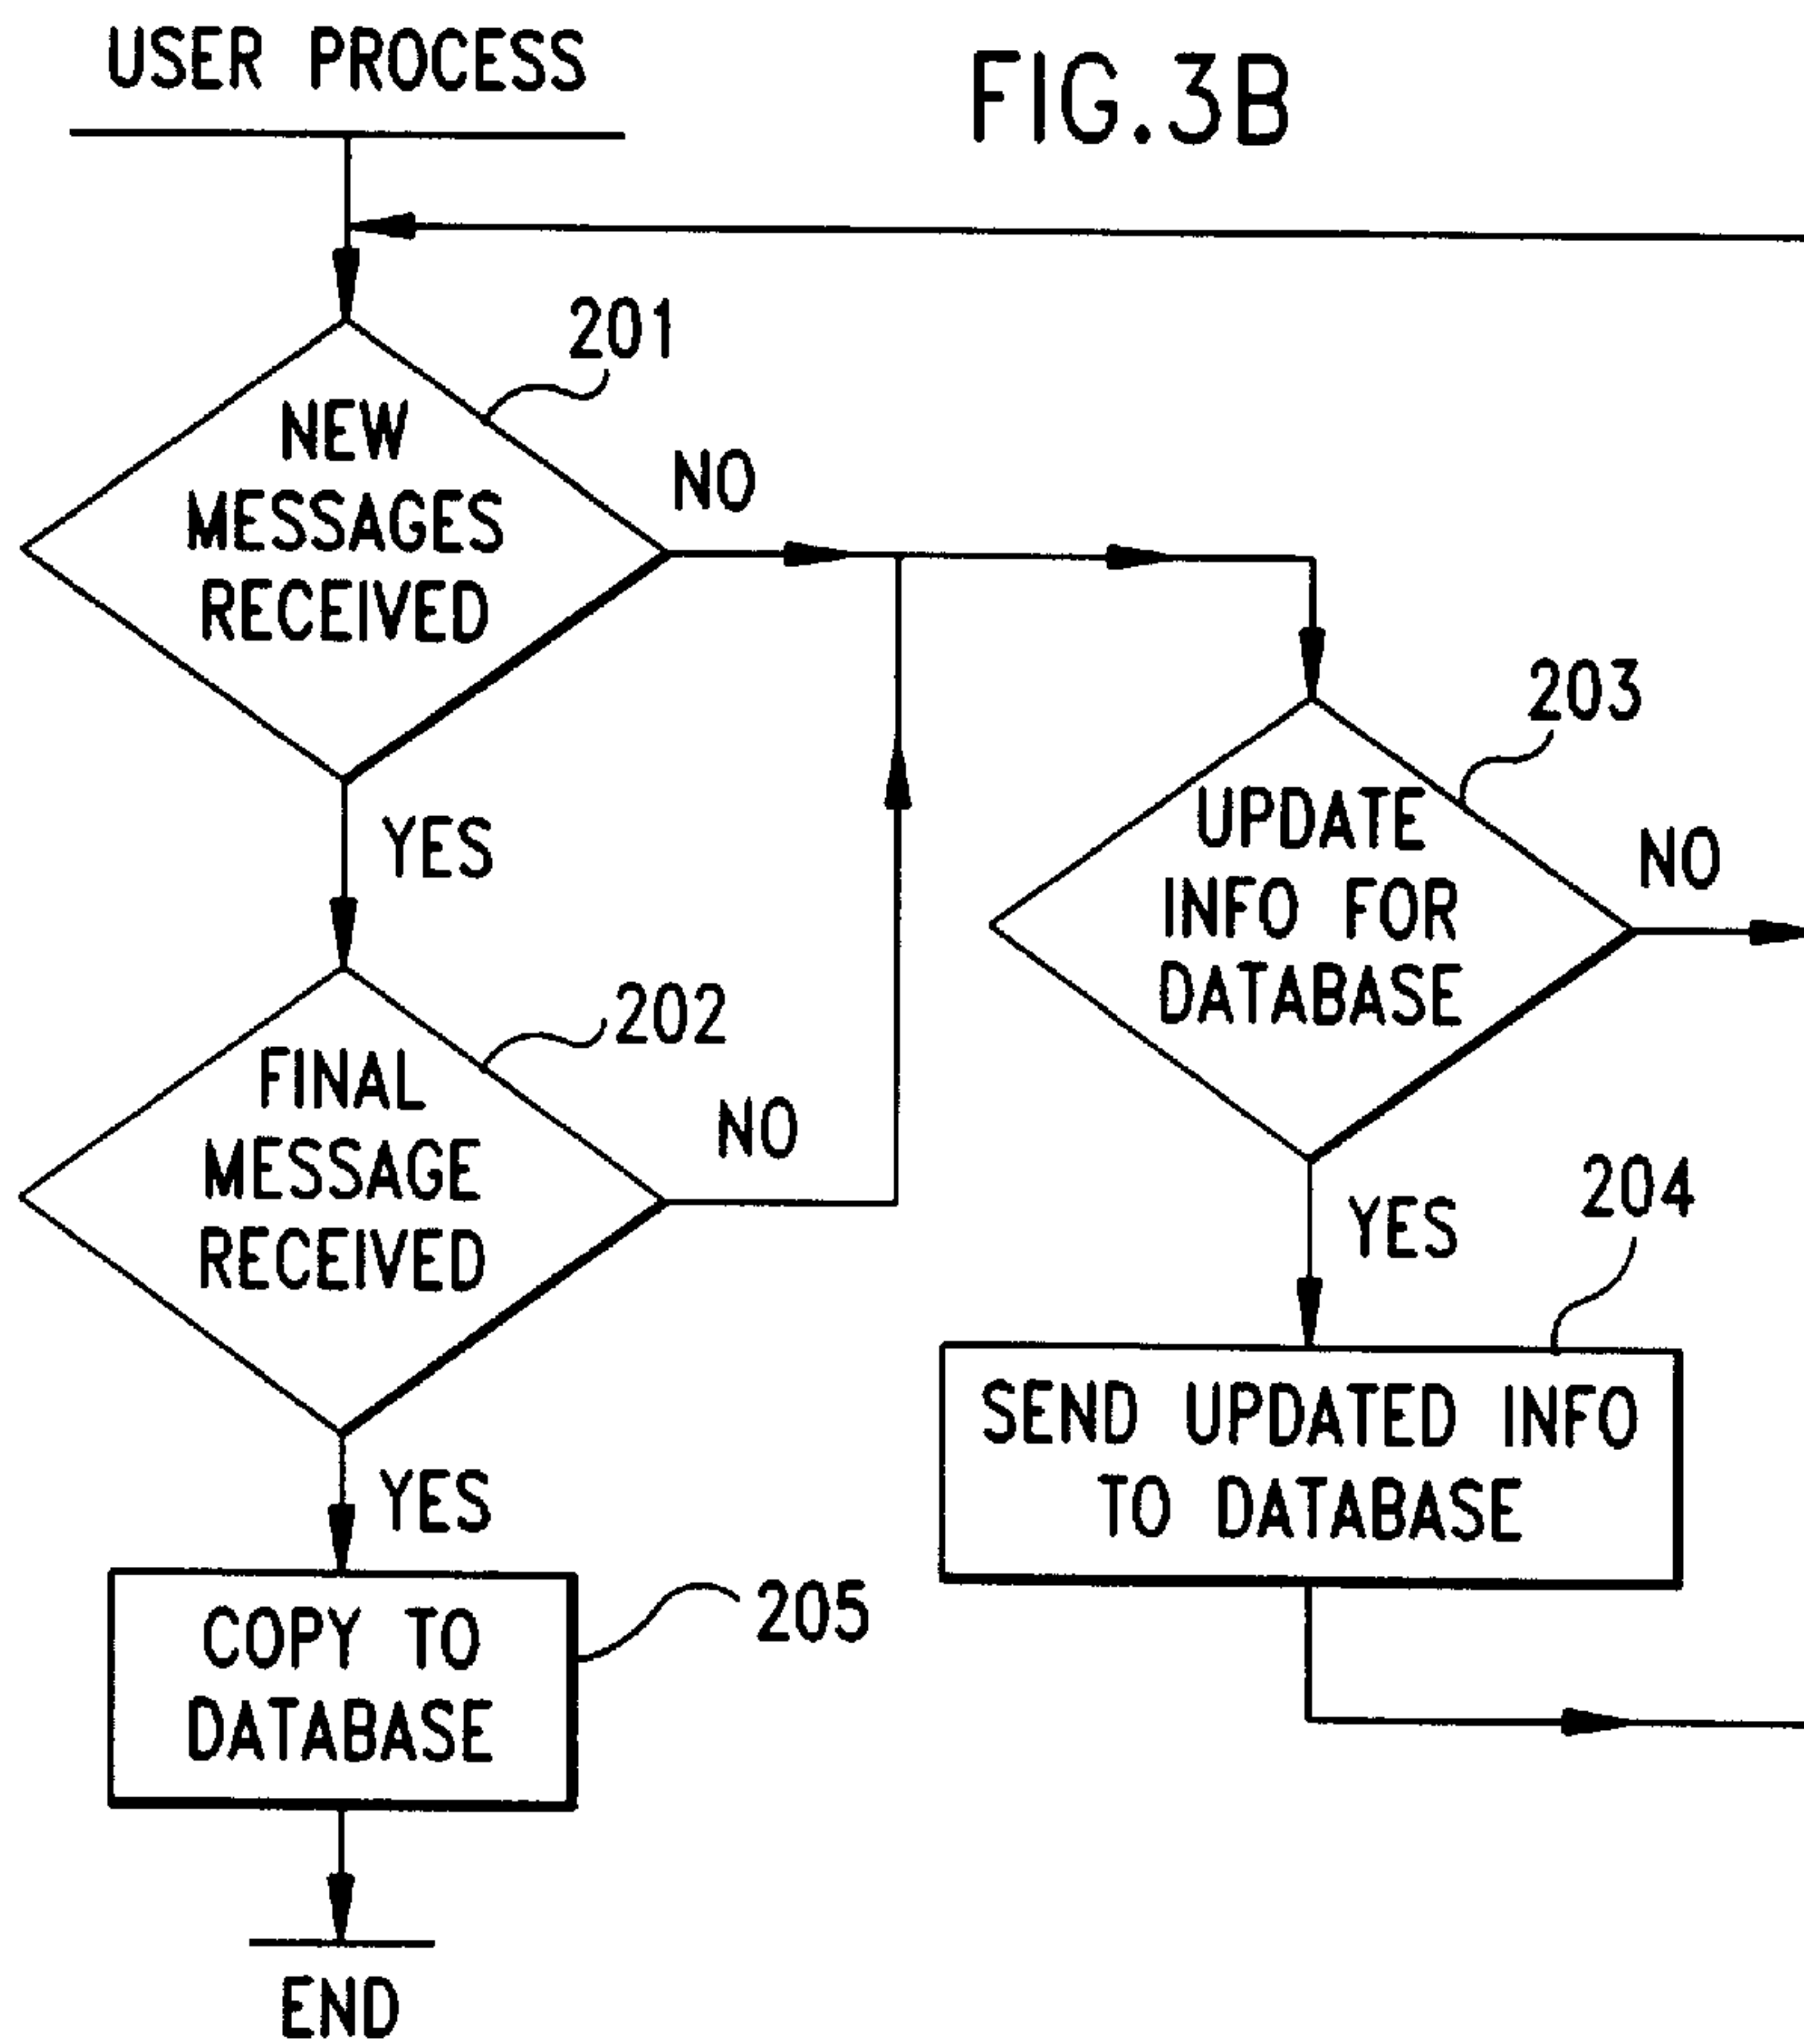 USER PROCESS
FIG.3B
201
NEW
MESSAGES
RECEIVED
NO
YES
203
UPDATE
INFO FOR
DATABASE
NO
202
FINAL
MESSAGE
RECEIVED
NO
YES
204
SEND UPDATED INFO
TO DATABASE
YES
205
COPY TO
DATABASE
END